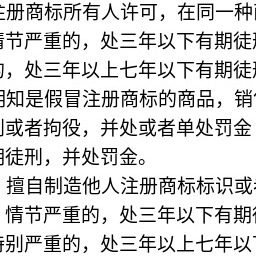 注册商标所有人许可，在同一种
情节严重的，处三年以下有期徒
的，处三年以上七年以下有期徒
明知是假冒注册商标的商品，销
刑或者拘役，并处或者单处罚金
期徒刑，并处罚金。
擅自制造他人注册商标标识或
情节严重的，处三年以下有期
特别严重的，处三年以上七年以